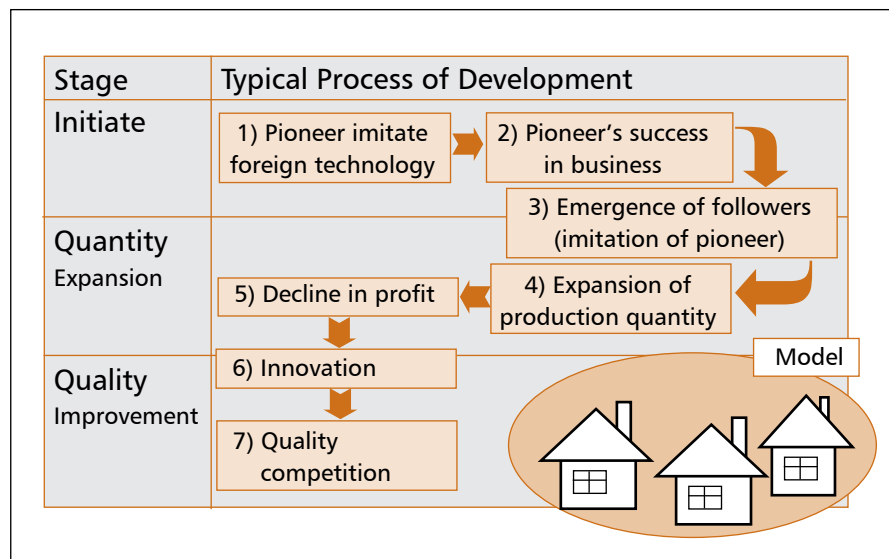 Stage
Typical Process of Development
Initiate
1) Pioneer imitate
foreign technology
2) Pioneer's success
in business
3) Emergence of followers
(imitation of pioneer)
Quantity
Expansion
4) Expansion of
production quantity
5) Decline in profit
Quality
Improvement
6) Innovation
7) Quality
competition
Model